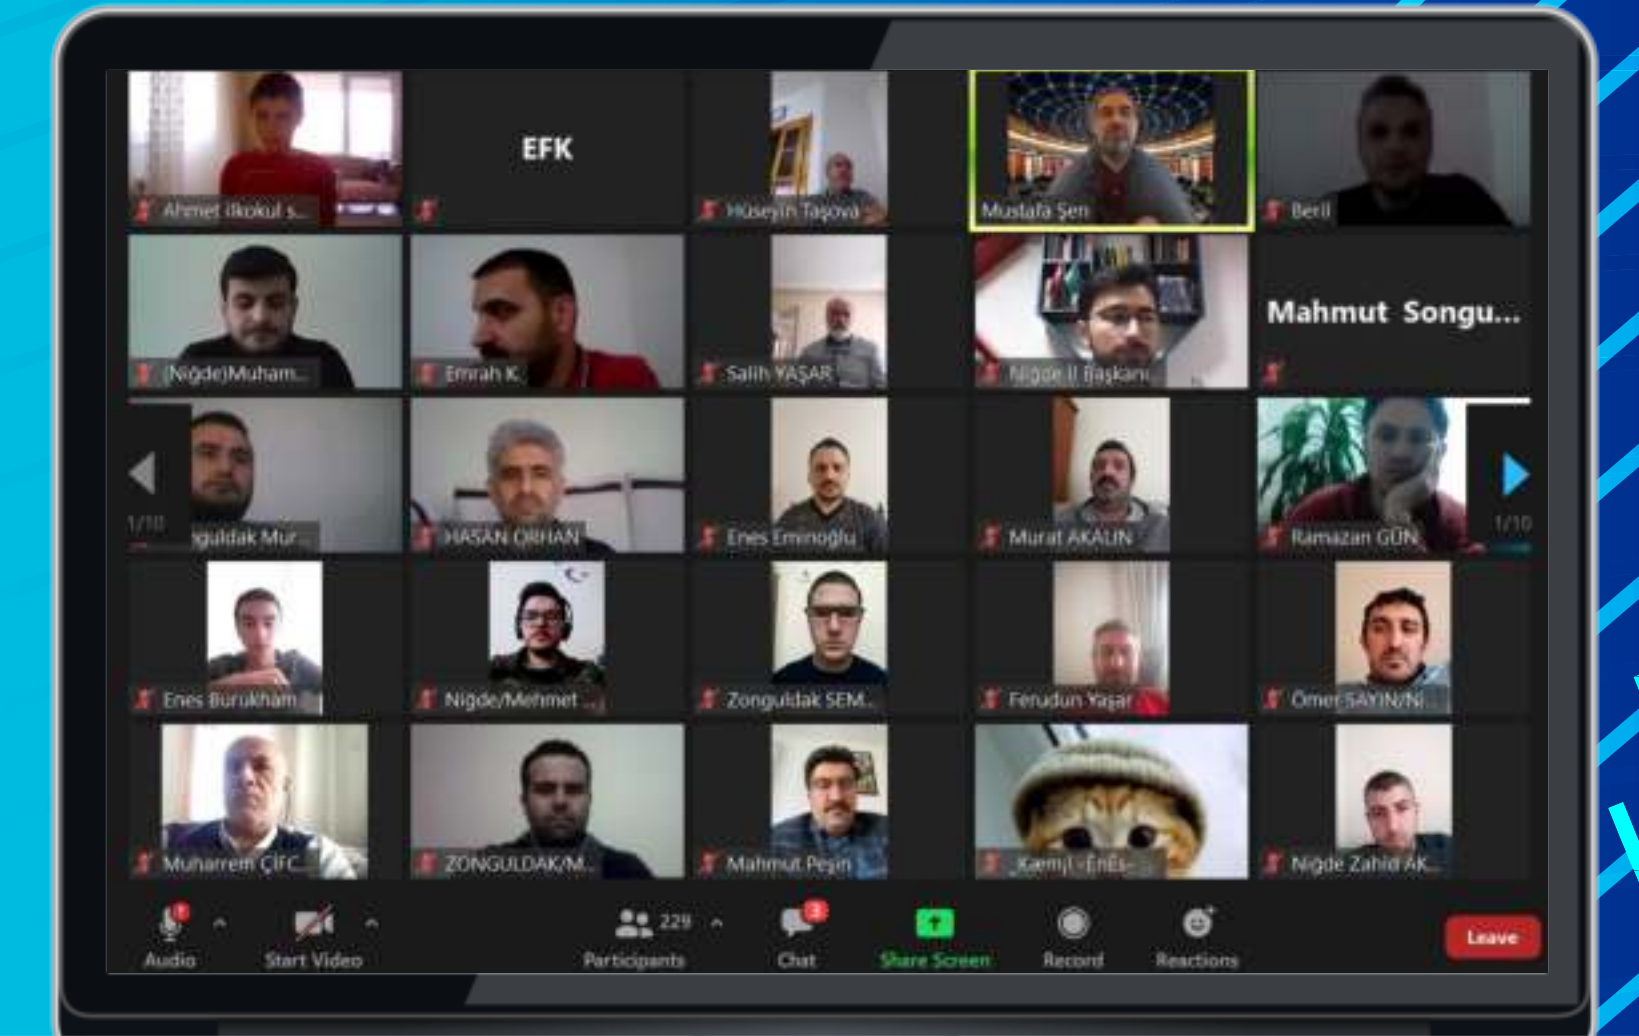 Ahmet ilkokul s...
EFK
Hüseyin Taşova
Mustafa Şen
Beril
(Niğde)Muham...
Emrah K.
Salih YAŞAR
Niğde İl Başkanı
Mahmut Songu...
1/10
nguldak Mur...
HASAN ORHAN
Enes Eminoğlu
Murat AKALIN
Ramazan GÜN
1/10
Enes Burukham
Niğde/Mehmet ...
Zonguldak SEM...
Ferudun Yaşar
Ömer SAYIN/Ni...
Muharrem ÇİFC...
ZONGULDAK/M...
Mahmut Peşin
Niğde Zahid AK...
3
229
Audio
Start Video
Participants
Chat
Share Screen
Record
Reactions
Leave